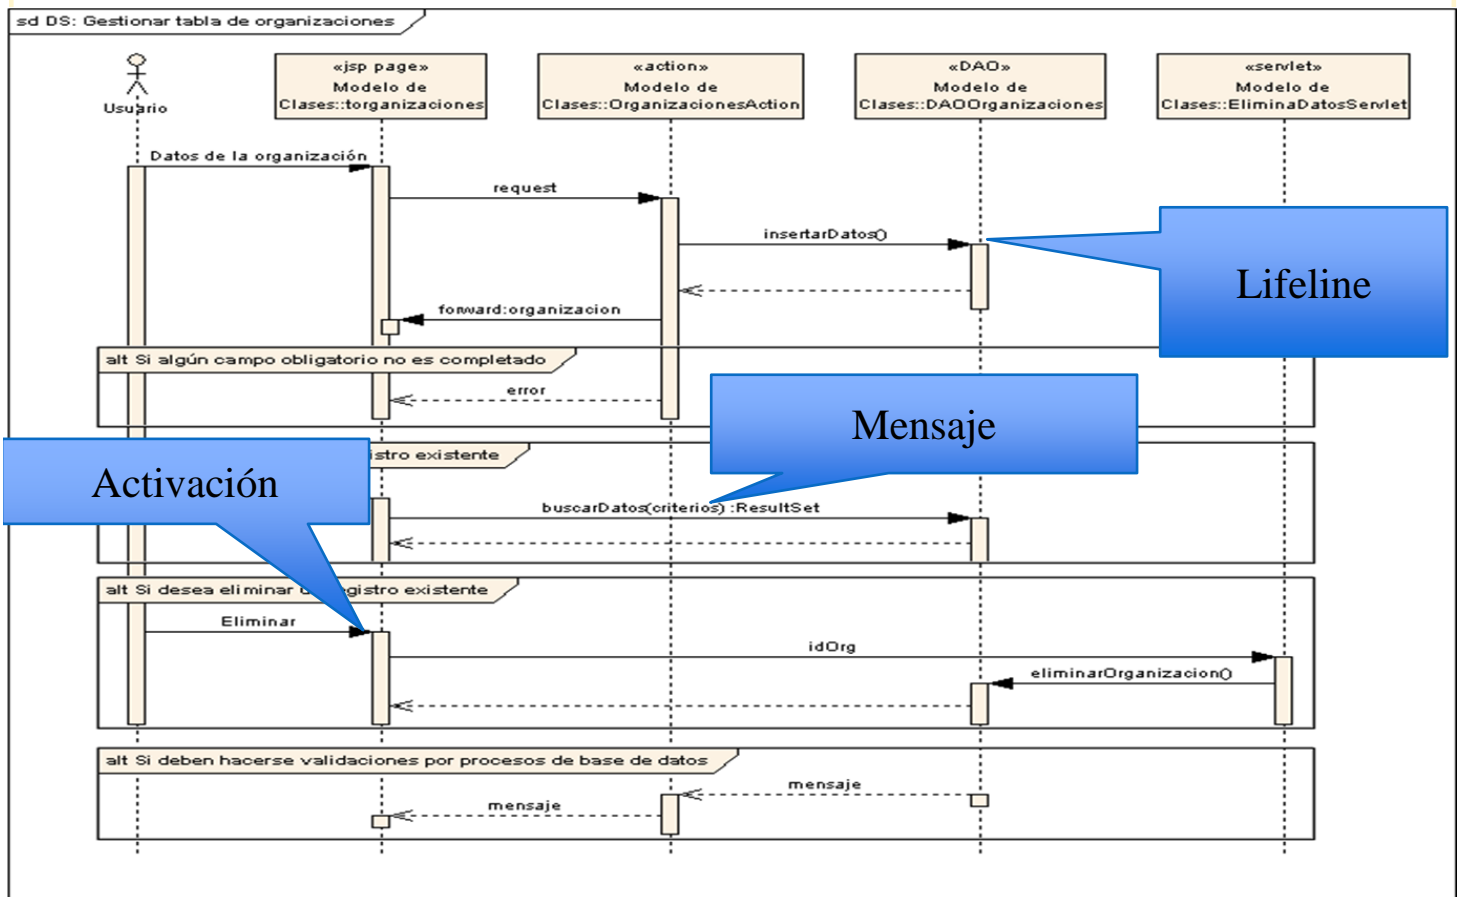 sd DS: Gestionar tabla de organizaciones
Usuario
«jsp page»
Modelo de
Clases::torganizaciones
«action»
Modelo de
Clases::OrganizacionesAction
«DAO»
Modelo de
Clases::DAOOrganizaciones
«servlet»
Modelo de
Clases::EliminaDatosServlet
Datos de la organización
request
insertarDatos()
Lifeline
forward:organizacion
alt Si algún campo obligatorio no es completado
error
Mensaje
existente
Activación
buscarDatos(criterios) :ResultSet
alt Si desea eliminar existente
Eliminar
idOrg
eliminarOrganizacion()
alt Si deben hacerse validaciones por procesos de base de datos
mensaje
mensaje